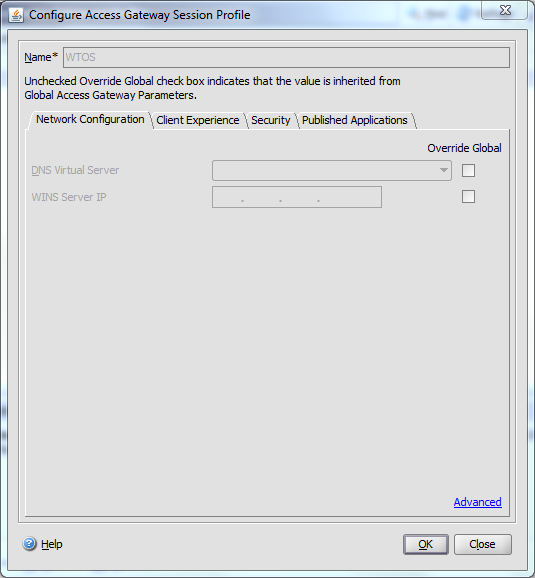 Configure Access Gateway Session Profile
Name* WTOS
Unchecked Override Global check box indicates that the value is inherited from
Global Access Gateway Parameters.
Network Configuration Client Experience Security Published Applications
Override Global
DNS Virtual Server
WINS Server IP . . .
Advanced
Help OK Close